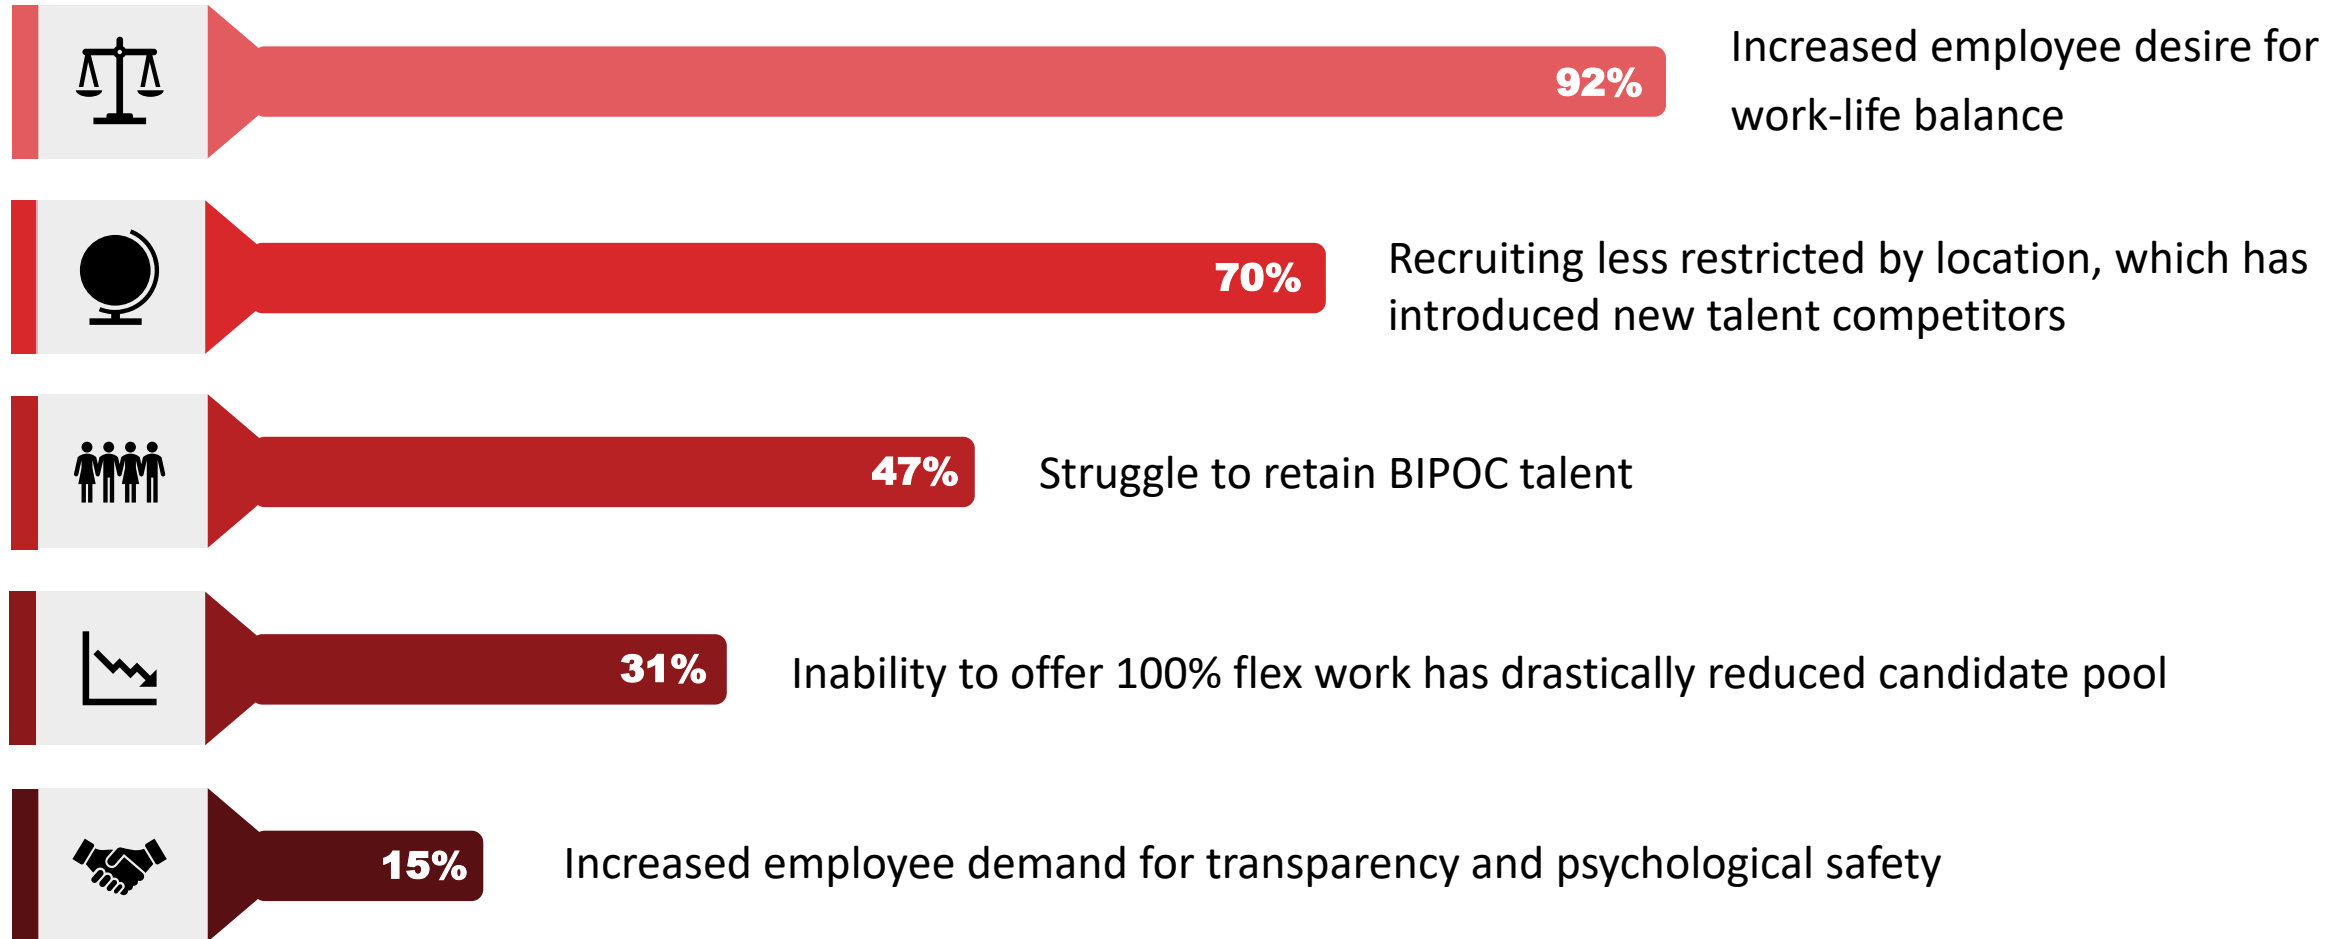 92%
Increased employee desire for
work-life balance
70%
Recruiting less restricted by location, which has
introduced new talent competitors
47%
Struggle to retain BIPOC talent
31%
Inability to offer 100% flex work has drastically reduced candidate pool
15%
Increased employee demand for transparency and psychological safety